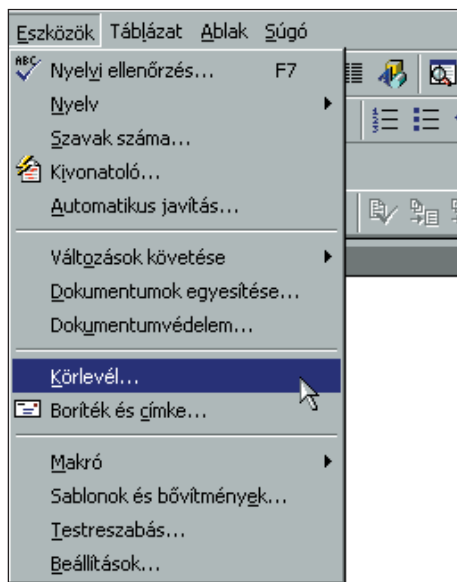 Eszközök Táblázat Ablak Súgó
ABC Nyelvi ellenőrzés... F7
Nyelv
Szavak száma...
Kivonatoló...
Automatikus javítás...
Változások követése
Dokumentumok egyesítése...
Dokumentumvédelem...
Körlevél...
Boríték és címke...
Makró
Sablonok és bővítmények...
Testreszabás...
Beállítások...